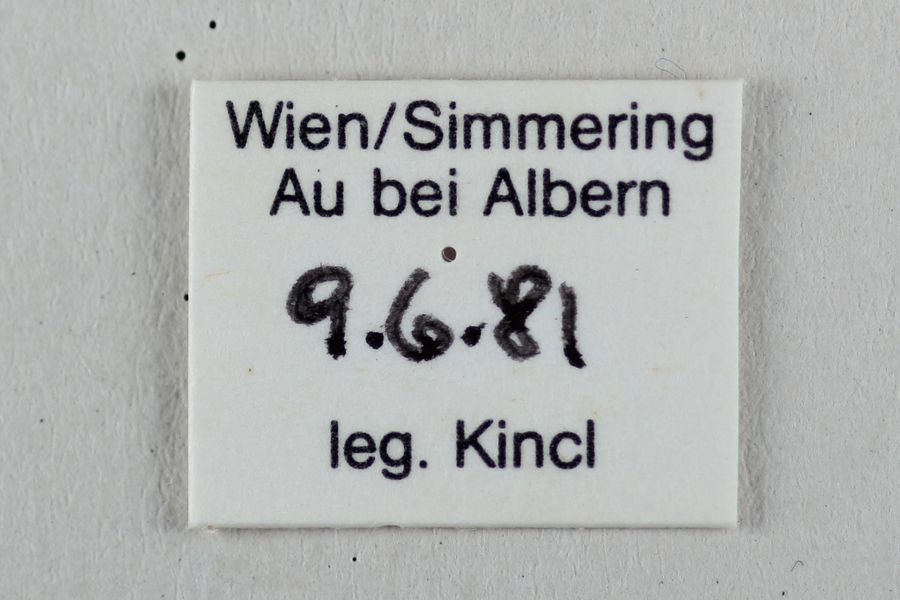 Wien/Simmering
Au bei Albern
9.6.81
leg. Kincl